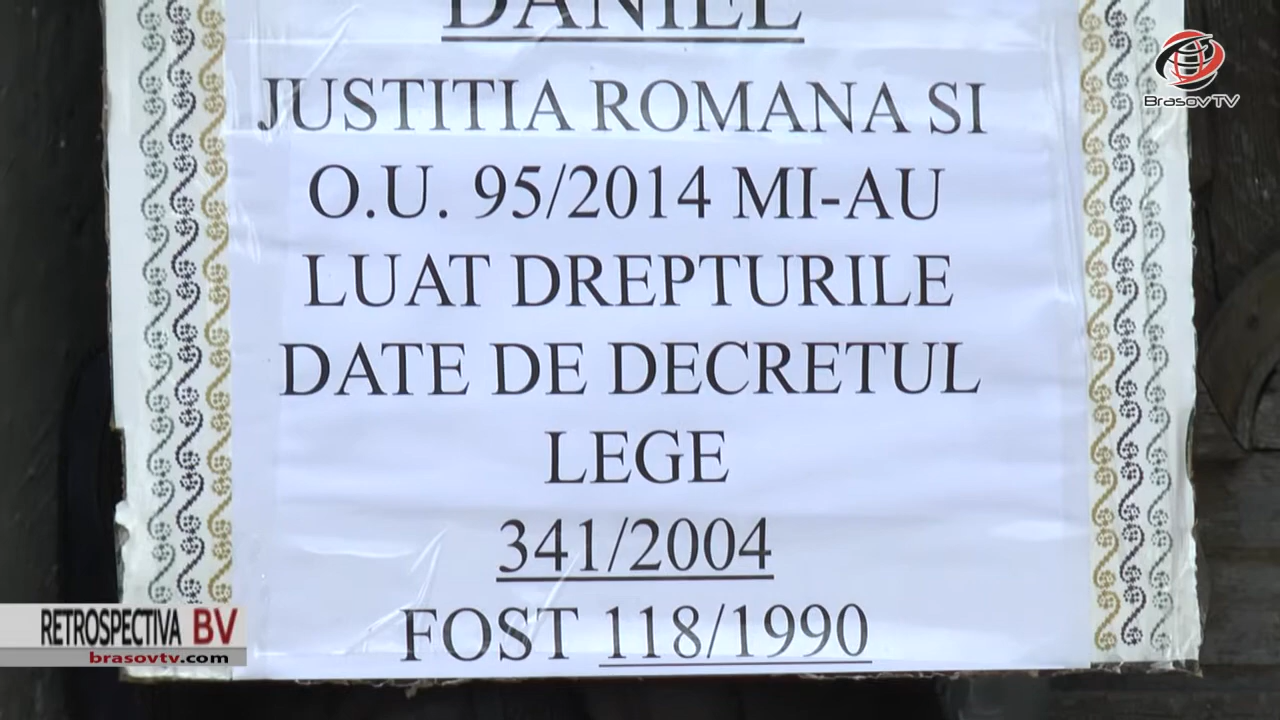 DANIEL
JUSTITIA ROMANA SI
O.U. 95/2014 MI-AU
LUAT DREPTURILE
DATE DE DECRETUL
LEGE
341/2004
FOST 118/1990
BrasovTV
RETROSPECTIVA BV
brasovtv.com